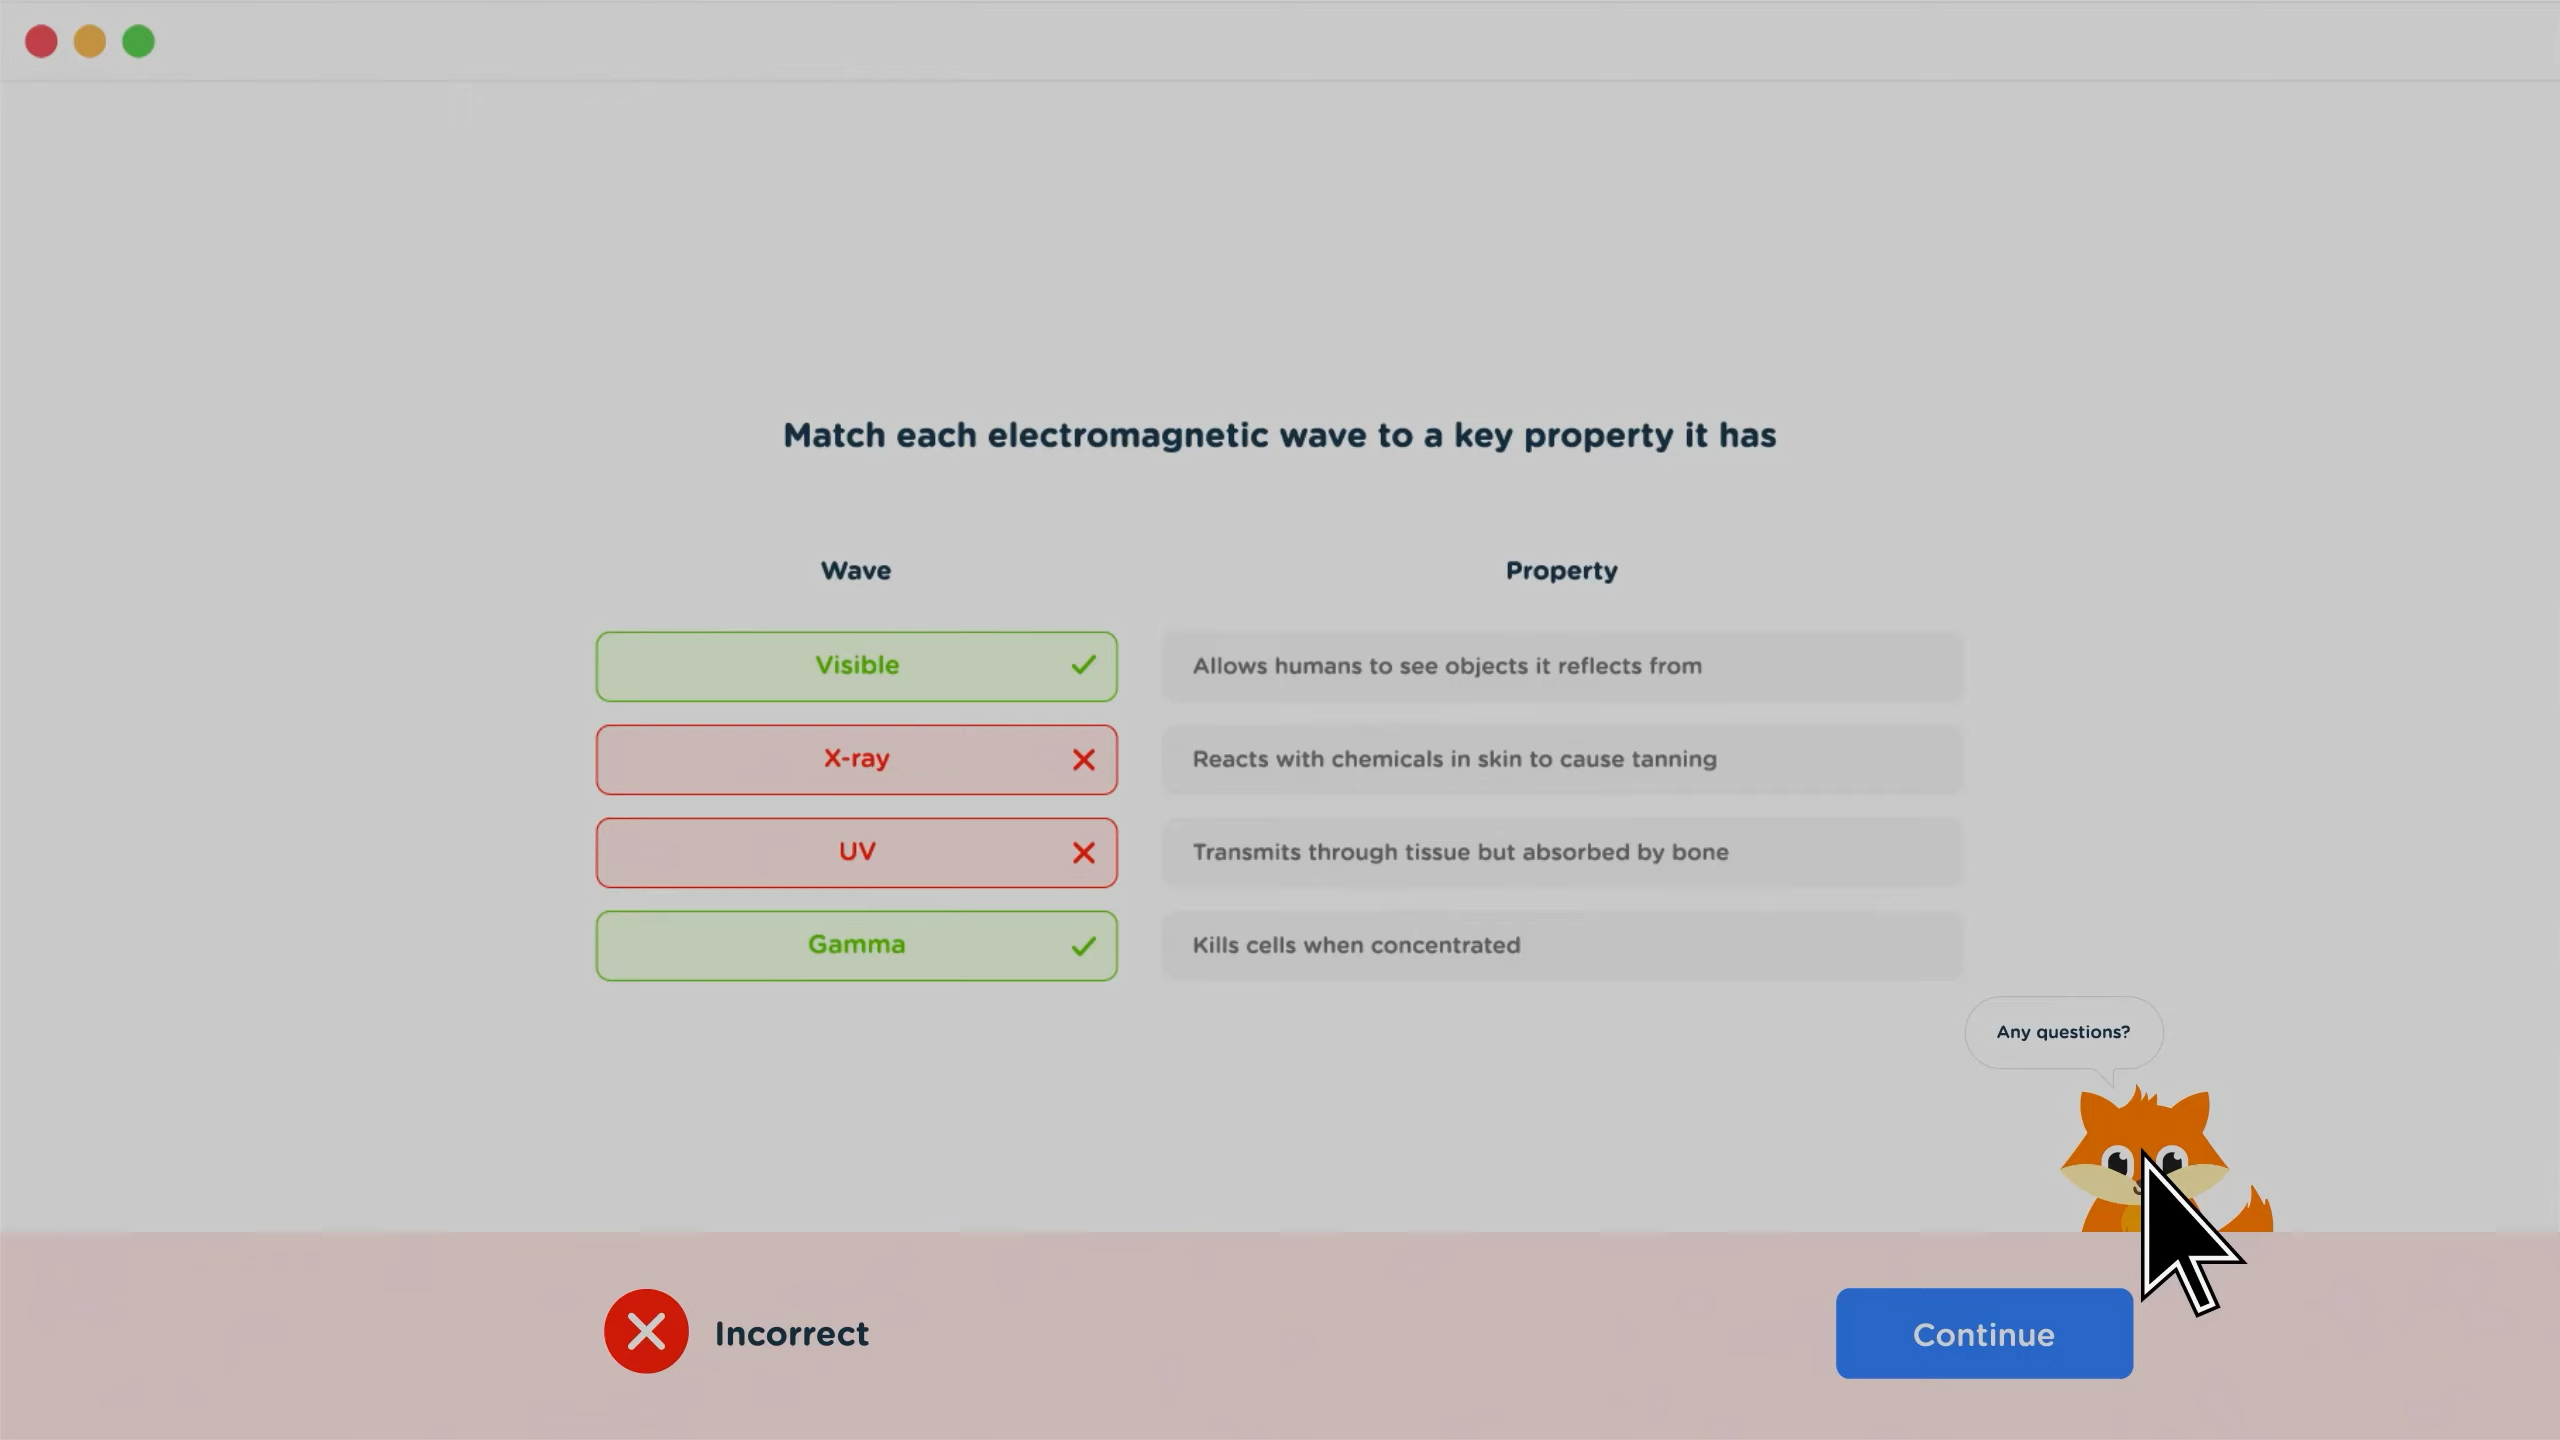 Match each electromagnetic wave to a key property it has
Wave Property
Visible Allows humans to see objects it reflects from
X-ray Reacts with chemicals in skin to cause tanning
UV Transmits through tissue but absorbed by bone
Gamma Kills cells when concentrated
Any questions?
Incorrect Continue